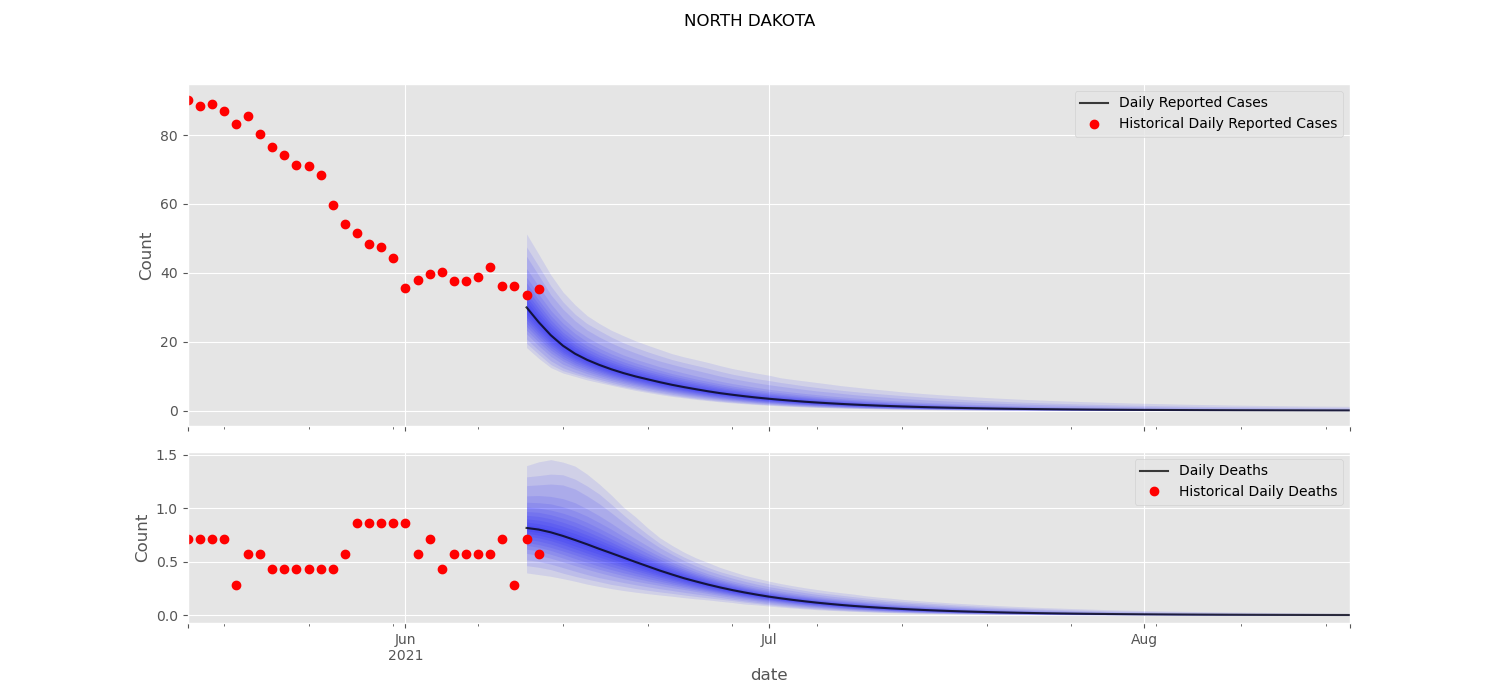 NORTH DAKOTA
Daily Reported Cases
Historical Daily Reported Cases
80
60
40
20
0
Count
Daily Deaths
Historical Daily Deaths
1.5
1.0
0.5
0.0
Count
Jun
2021
Jul
Aug
date